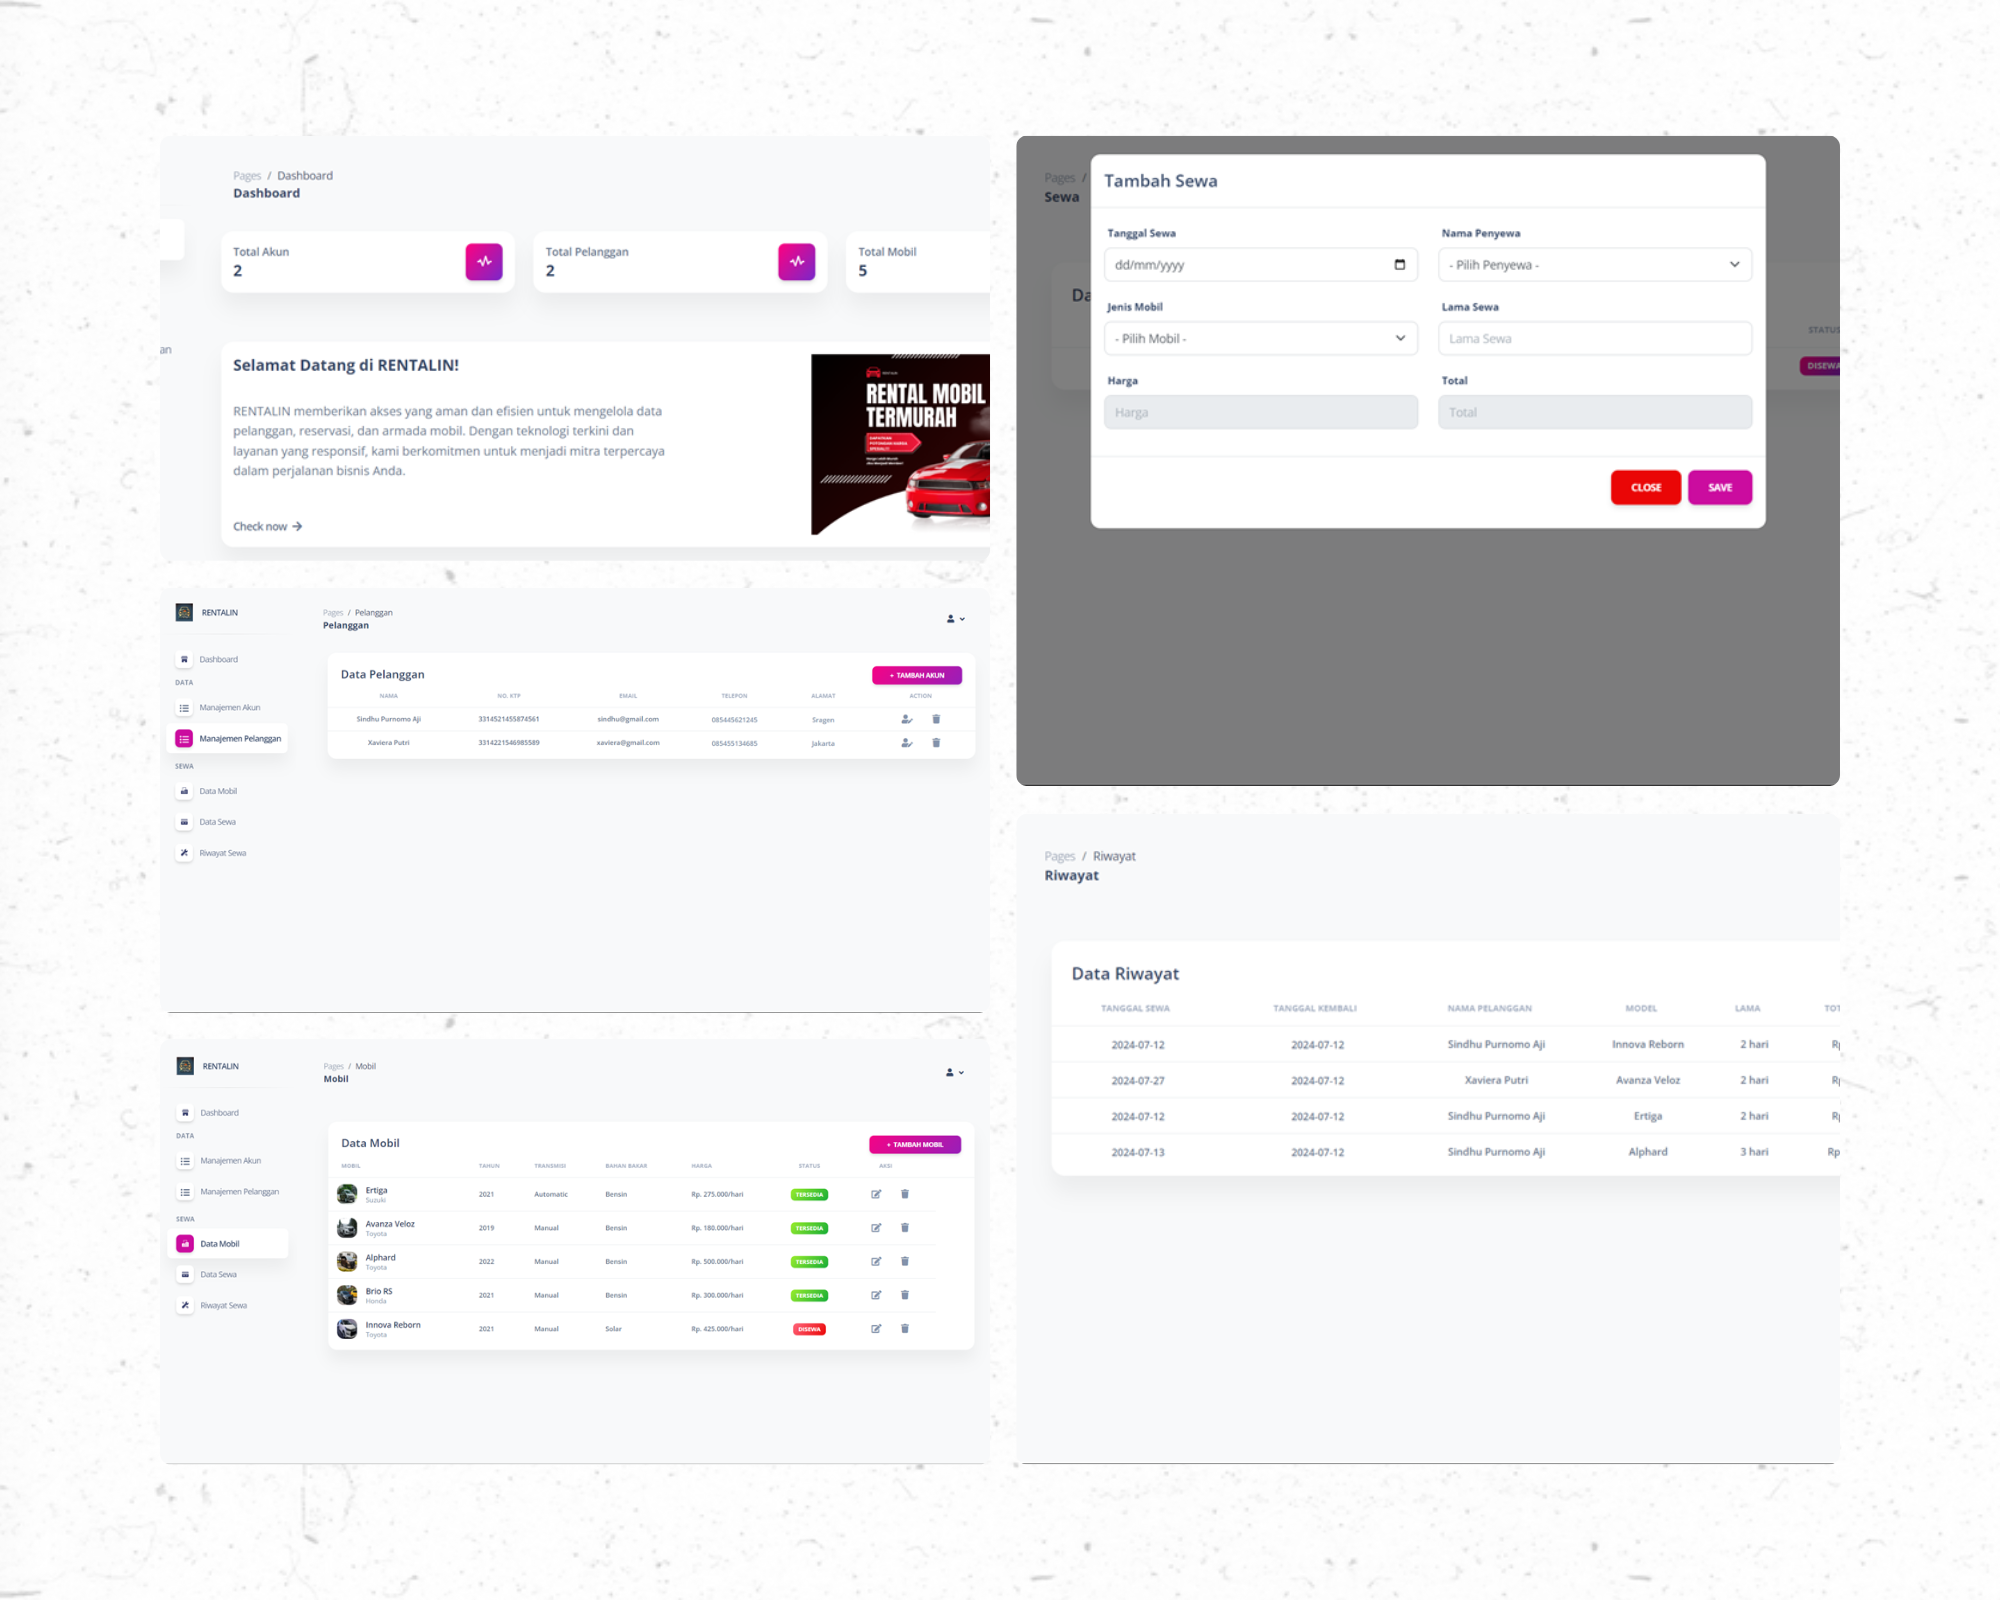 Pages / Dashboard
Dashboard
Total Akun
2
Total Pelanggan
2
Total Mobil
5
an
Selamat Datang di RENTALIN!
RENTALIN memberikan akses yang aman dan efisien untuk mengelola data
pelanggan, reservasi, dan armada mobil. Dengan teknologi terkini dan
layanan yang responsif, kami berkomitmen untuk menjadi mitra terpercaya
dalam perjalanan bisnis Anda.
Check now
RENTAL MOBIL
TERMURAH
RENTALIN
Pages / Pelanggan
Pelanggan
Dashboard
DATA
Manajemen Akun
Manajemen Pelanggan
SEWA
Data Mobil
Data Sewa
Riwayat Sewa
Data Pelanggan
+ TAMBAH AKUN
NAMA NO. KTP EMAIL TELEPON ALAMAT ACTION
Sindhu Purnomo Aji 3314521455874561 sindhu@gmail.com 085445621245 Sragen
Xaviera Putri 3314221546985589 xaviera@gmail.com 085455134685 Jakarta
RENTALIN
Pages / Mobil
Mobil
Dashboard
DATA
Manajemen Akun
Manajemen Pelanggan
SEWA
Data Mobil
Data Sewa
Riwayat Sewa
Data Mobil
+ TAMBAH MOBIL
MOBIL TAHUN TRANSMISI BAHAN BAKAR HARGA STATUS AKSI
Ertiga
Suzuki
2021 Automatic Bensin Rp. 275.000/hari TERSEDIA
Avanza Veloz
Toyota
2019 Manual Bensin Rp. 180.000/hari TERSEDIA
Alphard
Toyota
2022 Manual Bensin Rp. 500.000/hari TERSEDIA
Brio RS
Honda
2021 Manual Bensin Rp. 300.000/hari TERSEDIA
Innova Reborn
Toyota
2021 Manual Solar Rp. 425.000/hari DISEWA
Pages /
Sewa
Da
STATUS
DISEWA
Tambah Sewa
Tanggal Sewa
dd/mm/yyyy
Nama Penyewa
- Pilih Penyewa -
Jenis Mobil
- Pilih Mobil -
Lama Sewa
Lama Sewa
Harga
Harga
Total
Total
CLOSE
SAVE
Pages / Riwayat
Riwayat
Data Riwayat
TANGGAL SEWA TANGGAL KEMBALI NAMA PELANGGAN MODEL LAMA TOT
2024-07-12 2024-07-12 Sindhu Purnomo Aji Innova Reborn 2 hari Rp
2024-07-27 2024-07-12 Xaviera Putri Avanza Veloz 2 hari Rp
2024-07-12 2024-07-12 Sindhu Purnomo Aji Ertiga 2 hari Rp
2024-07-13 2024-07-12 Sindhu Purnomo Aji Alphard 3 hari Rp